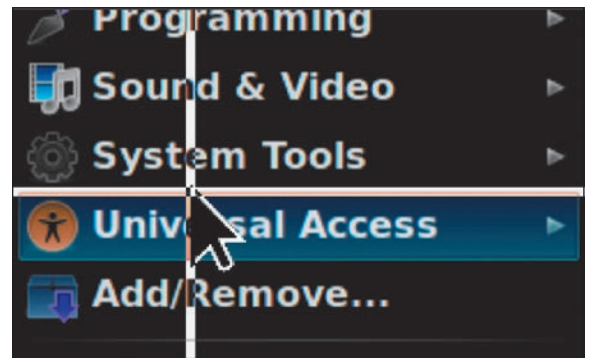 Programming
Sound & Video
System Tools
Universal Access
Add/Remove...